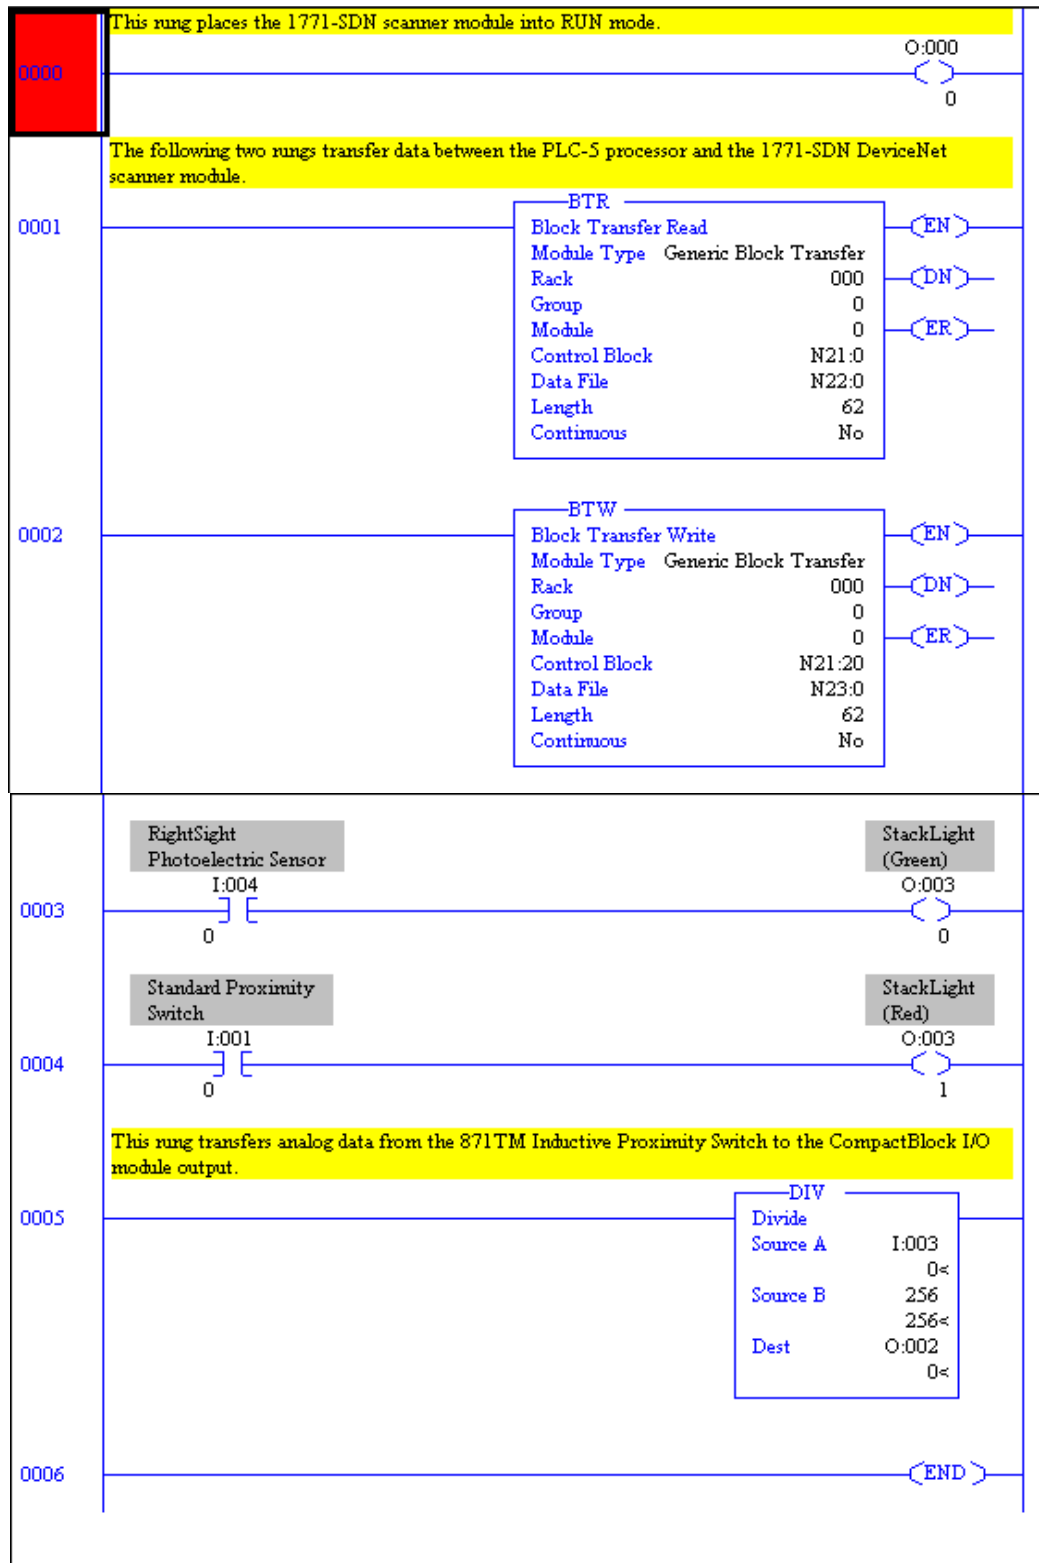 This rung places the 1771-SDN scanner module into RUN mode.
O:000
0000
0
The following two rungs transfer data between the PLC-5 processor and the 1771-SDN DeviceNet
scanner module.
BTR
0001
Block Transfer Read
EN
Module Type Generic Block Transfer
Rack 000
DN
Group 0
Module 0
ER
Control Block N21:0
Data File N22:0
Length 62
Continuous No
BTW
0002
Block Transfer Write
EN
Module Type Generic Block Transfer
Rack 000
DN
Group 0
Module 0
ER
Control Block N21:20
Data File N23:0
Length 62
Continuous No
RightSight
Photoelectric Sensor
I:004
StackLight
(Green)
O:003
0003
0
0
Standard Proximity
Switch
I:001
StackLight
(Red)
O:003
0004
0
1
This rung transfers analog data from the 871TM Inductive Proximity Switch to the CompactBlock I/O
module output.
DIV
0005
Divide
Source A I:003
0<
Source B 256
256<
Dest O:002
0<
0006
END